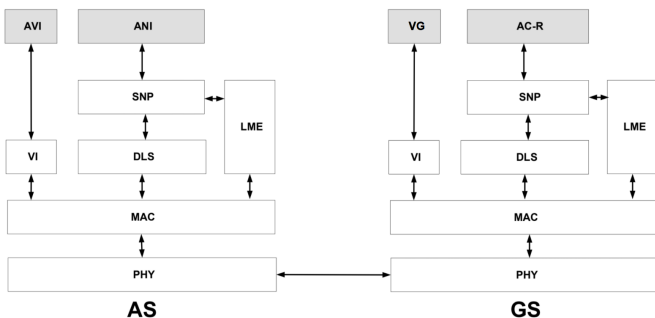 AVI ANI VG AC-R
SNP SNP
LME LME
VI DLS VI DLS
MAC MAC
PHY PHY
AS GS